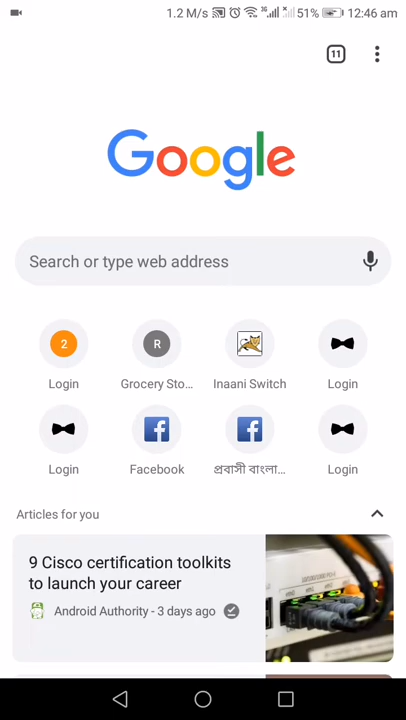 1.2 M/s 3G 51% 12:46 am
11
Google
Search or type web address
2 R
Login Grocery Sto... Inaani Switch Login
Login Facebook প্রবাসী বাংলা... Login
Articles for you
9 Cisco certification toolkits
to launch your career
Android Authority - 3 days ago